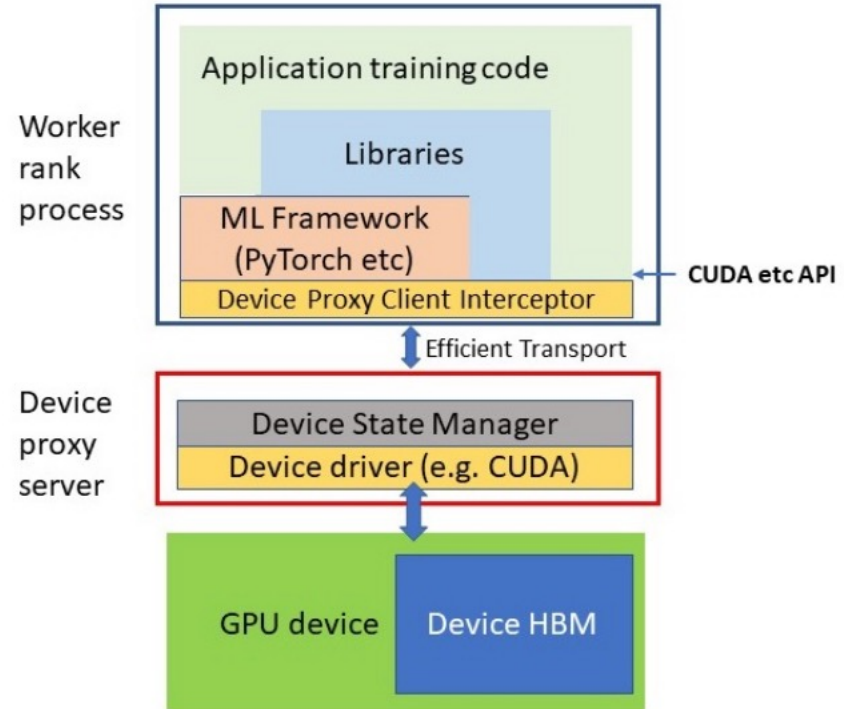 Worker
rank
process
Application training code
Libraries
ML Framework
(PyTorch etc)
Device Proxy Client Interceptor
CUDA etc API
Efficient Transport
Device
proxy
server
Device State Manager
Device driver (e.g. CUDA)
GPU device
Device HBM